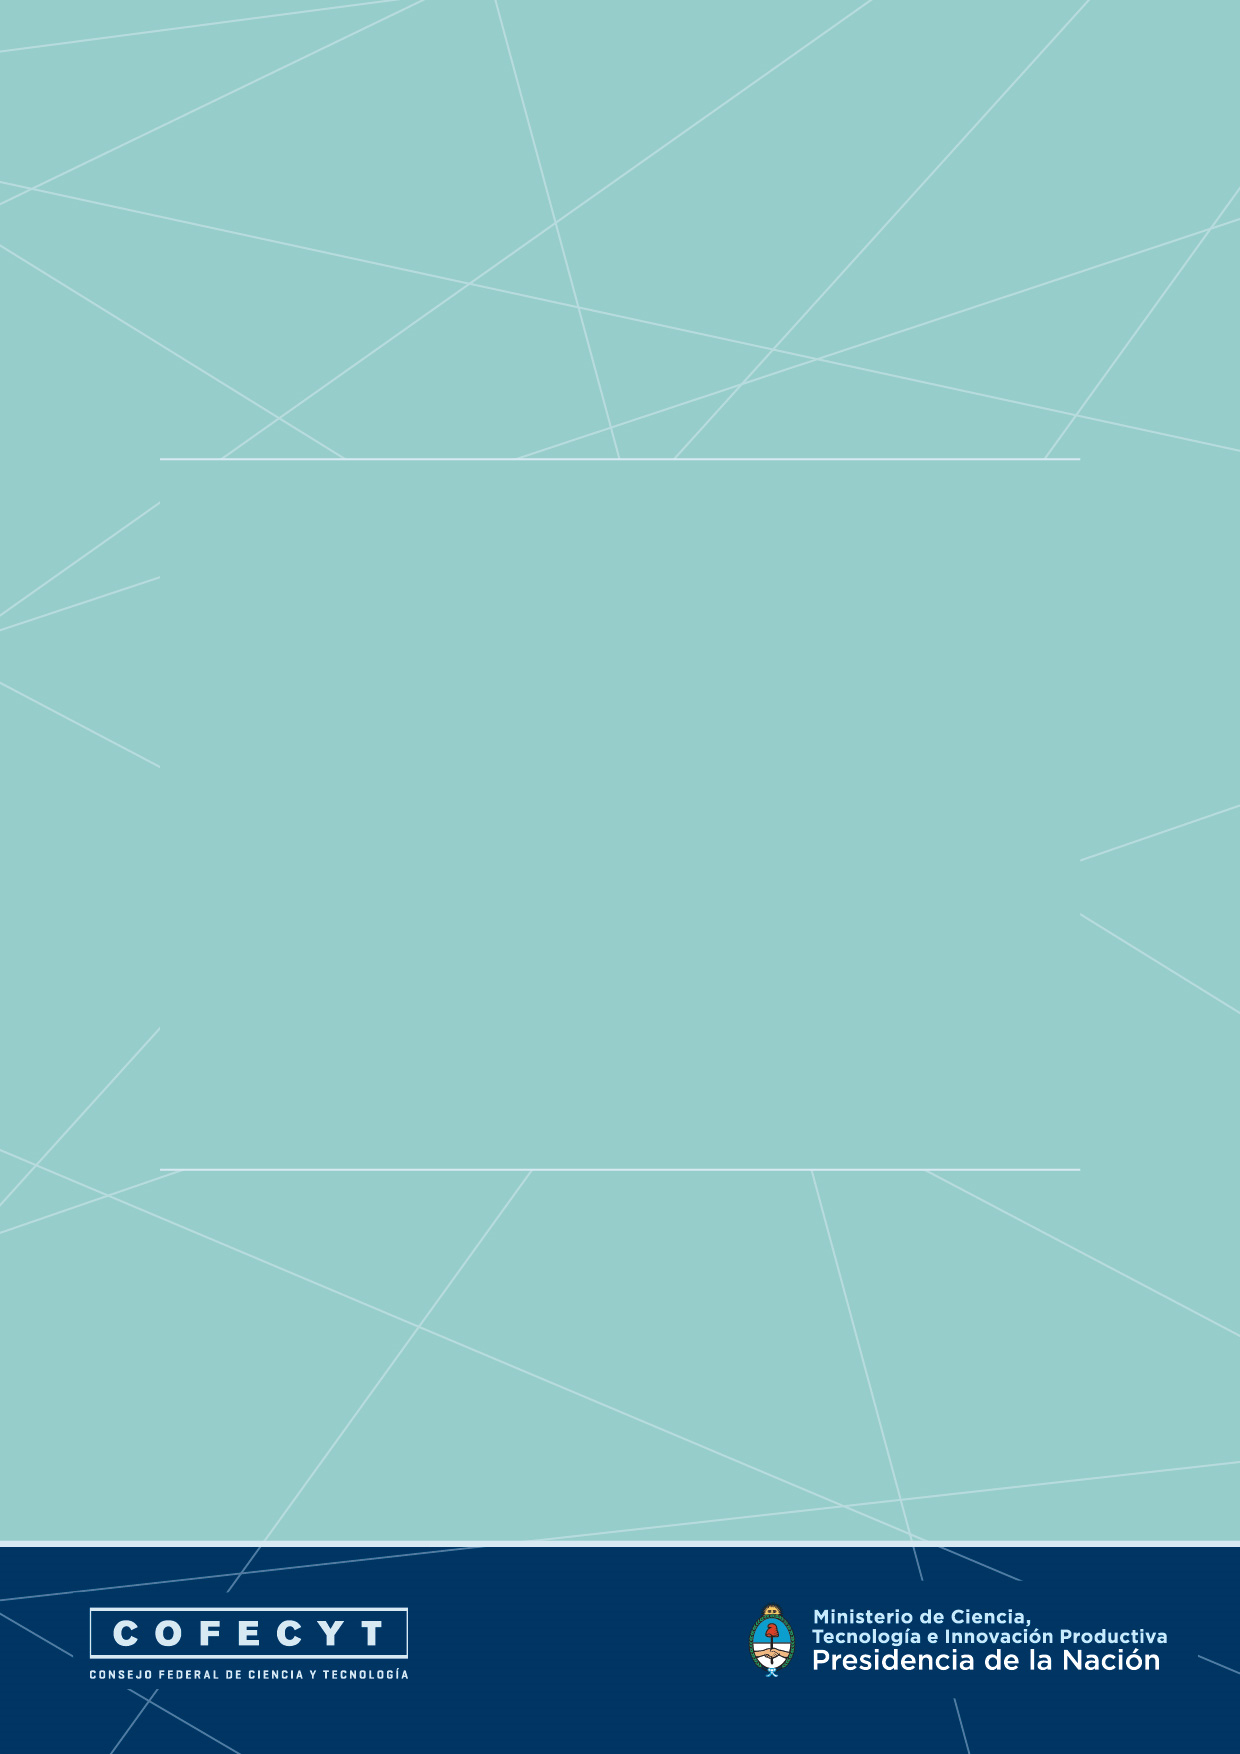 COFECYT
CONSEJO FEDERAL DE CIENCIA Y TECNOLOGÍA
Ministerio de Ciencia,
Tecnología e Innovación Productiva
Presidencia de la Nación